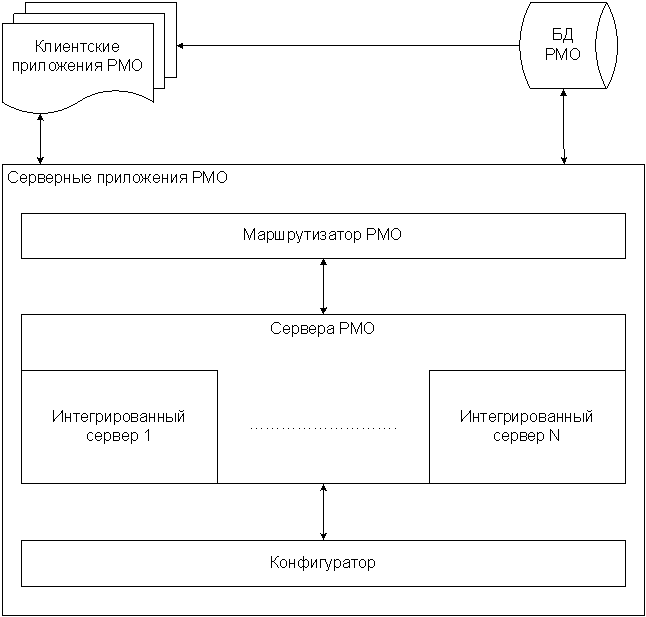 Клиентские
приложения РМО
БД
РМО
Серверные приложения РМО
Маршрутизатор РМО
Сервера РМО
Интегрированный
сервер 1
............................
Интегрированный
сервер N
Конфигуратор